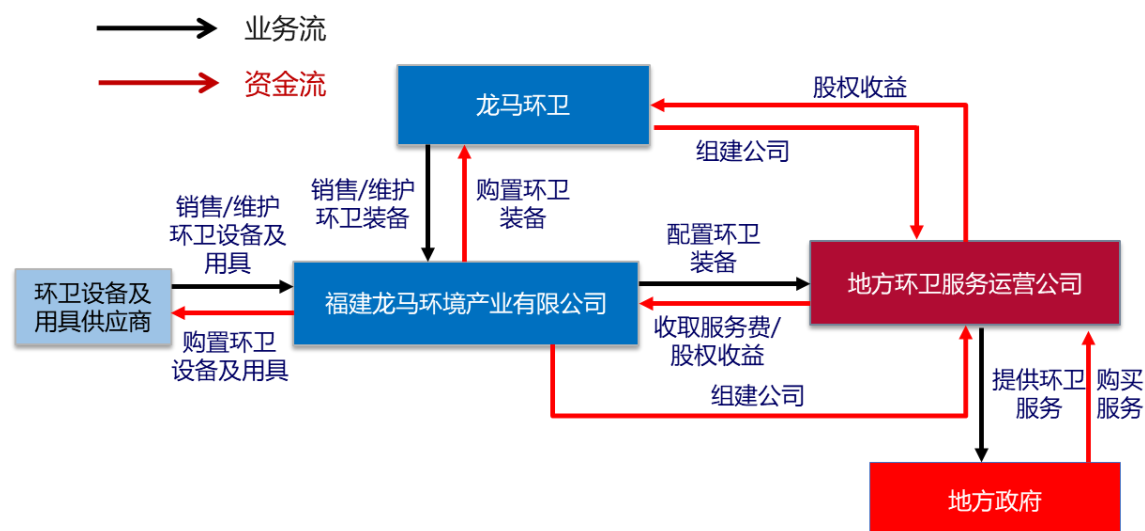 业务流
资金流
龙马环卫
股权收益
组建公司
销售/维护
环卫装备
购置环卫
装备
销售/维护
环卫设备及
用具
配置环卫
装备
环卫设备及
用具供应商
福建龙马环境产业有限公司
地方环卫服务运营公司
购置环卫
设备及用具
收取服务费/
股权收益
组建公司
提供环卫
服务
购买
服务
地方政府